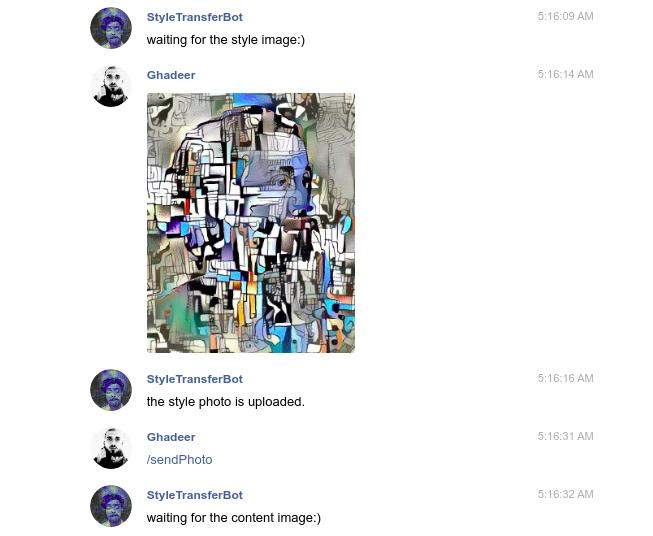 StyleTransferBot 5:16:09 AM
waiting for the style image:)
Ghadeer 5:16:14 AM
StyleTransferBot 5:16:16 AM
the style photo is uploaded.
Ghadeer 5:16:31 AM
/sendPhoto
StyleTransferBot 5:16:32 AM
waiting for the content image:)